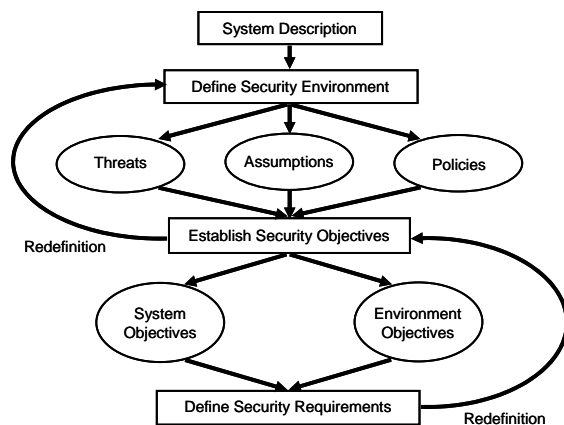 System Description
Define Security Environment
Threats
Assumptions
Policies
Redefinition
Establish Security Objectives
System
Objectives
Environment
Objectives
Define Security Requirements
Redefinition